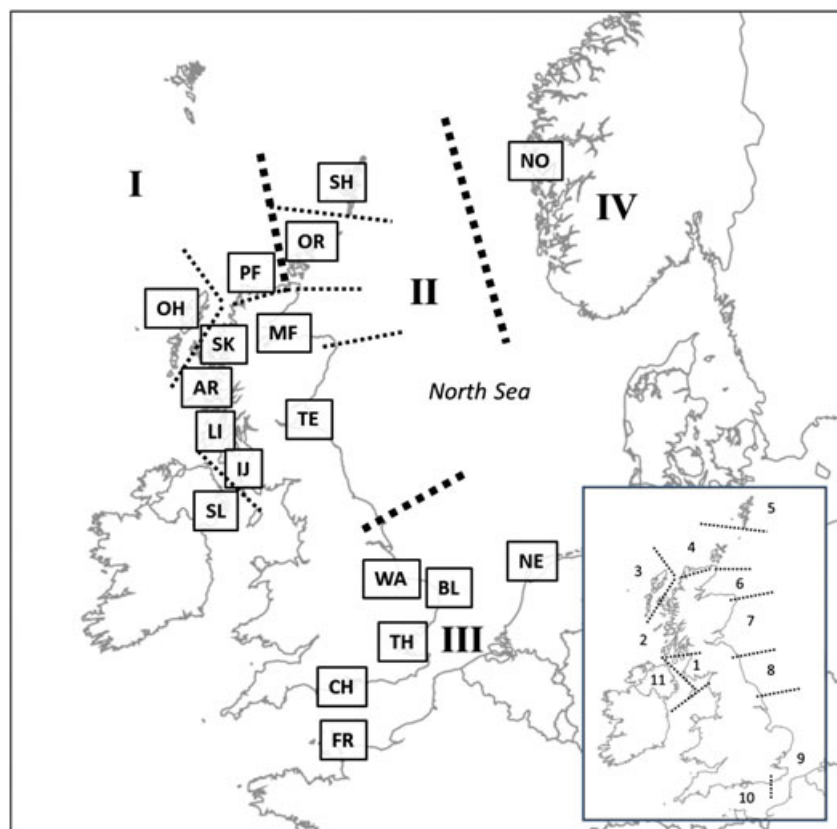 NO
SH
I
IV
OR
PF
II
OH
MF
SK
AR
North Sea
TE
LI
IJ
SL
NE
WA
BL
III
TH
CH
FR
5
4
3
6
7
2
1
8
11
9
10